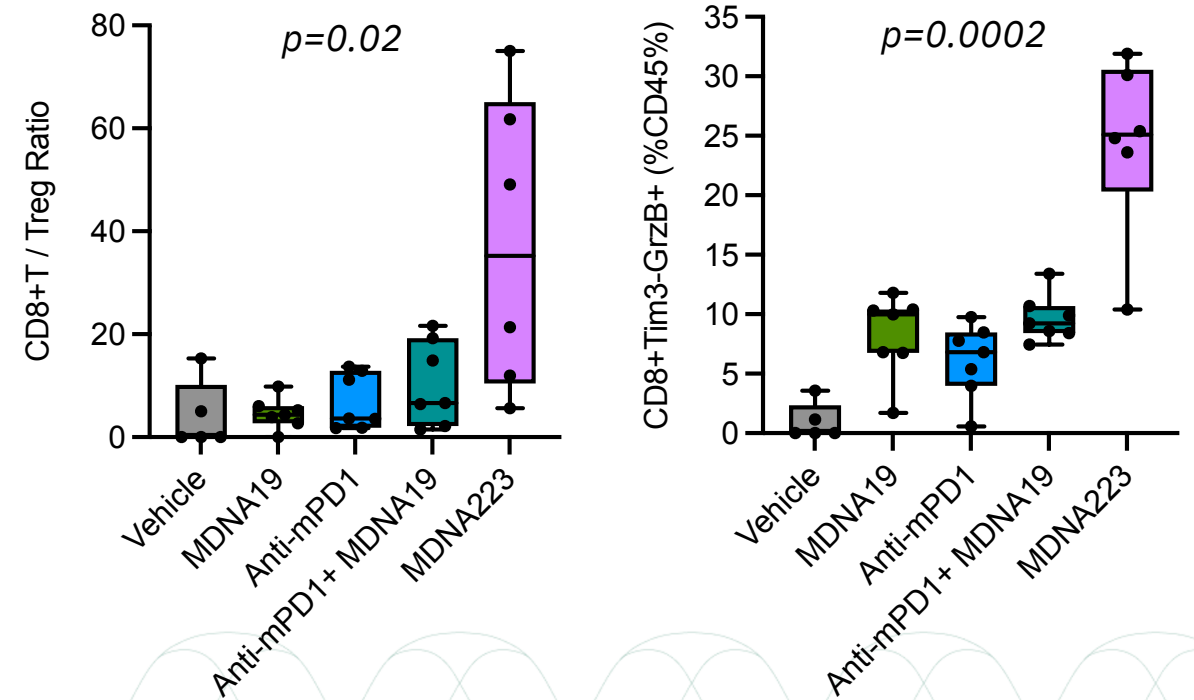 p=0.02
CD8+T / Treg Ratio
80
60
40
20
0
Vehicle
MDNA19
Anti-mPD1
Anti-mPD1+ MDNA19
MDNA223
p=0.0002
CD8+Tim3-GrzB+ (%CD45%)
35
30
25
20
15
10
5
0
Vehicle
MDNA19
Anti-mPD1
Anti-mPD1+ MDNA19
MDNA223